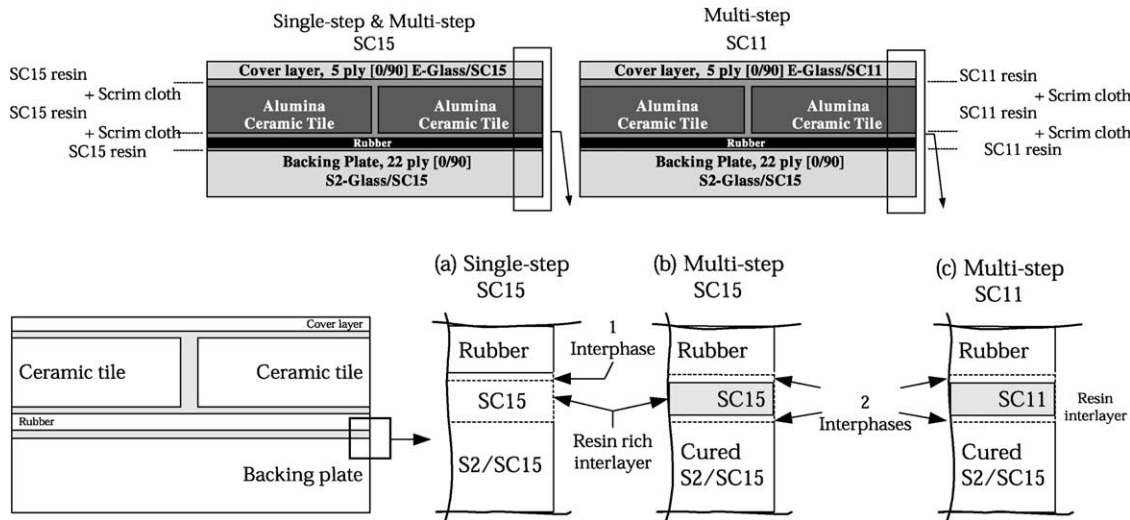 Single-step & Multi-step
SC15
Multi-step
SC11
SC15 resin
+ Scrim cloth
SC15 resin
+ Scrim cloth
SC15 resin
Cover layer, 5 ply [0/90] E-Glass/SC15
Alumina
Ceramic Tile
Alumina
Ceramic Tile
Rubber
Backing Plate, 22 ply [0/90]
S2-Glass/SC15
Cover layer, 5 ply [0/90] E-Glass/SC11
Alumina
Ceramic Tile
Alumina
Ceramic Tile
Rubber
Backing Plate, 22 ply [0/90]
S2-Glass/SC15
SC11 resin
+ Scrim cloth
SC11 resin
+ Scrim cloth
SC11 resin
Cover layer
Ceramic tile
Ceramic tile
Rubber
Backing plate
(a) Single-step
SC15
Rubber
SC15
S2/SC15
1
Interphase
Resin rich
interlayer
(b) Multi-step
SC15
Rubber
SC15
Cured
S2/SC15
2
Interphases
(c) Multi-step
SC11
Rubber
SC11
Cured
S2/SC15
Resin
interlayer